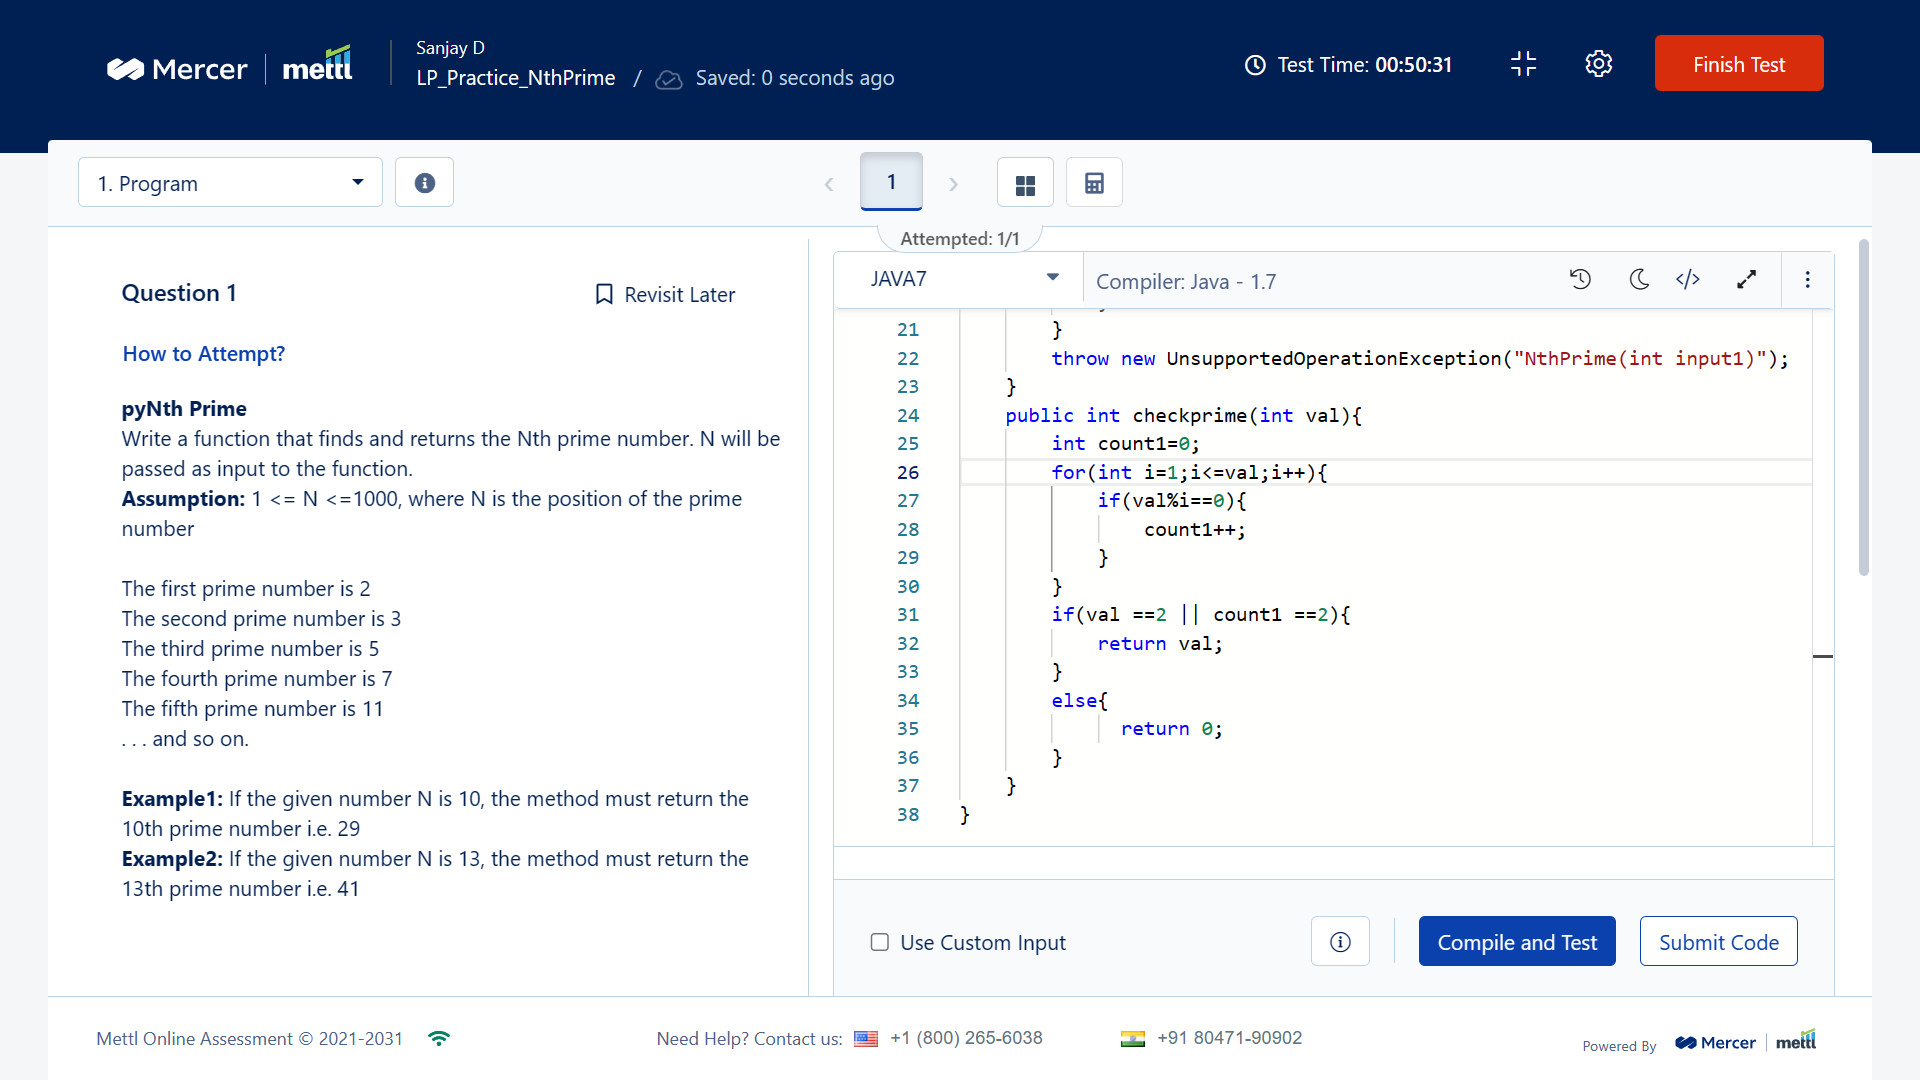 Mercer | mettl
Sanjay D
LP_Practice_NthPrime / Saved: 0 seconds ago
Test Time: 00:50:31
Finish Test
1. Program
1
Attempted: 1/1
Question 1
Revisit Later
How to Attempt?
pyNth Prime
Write a function that finds and returns the Nth prime number. N will be
passed as input to the function.
Assumption: 1 <= N <=1000, where N is the position of the prime
number
The first prime number is 2
The second prime number is 3
The third prime number is 5
The fourth prime number is 7
The fifth prime number is 11
. . . and so on.
Example1: If the given number N is 10, the method must return the
10th prime number i.e. 29
Example2: If the given number N is 13, the method must return the
13th prime number i.e. 41
JAVA7
Compiler: Java - 1.7
21 }
22 throw new UnsupportedOperationException("NthPrime(int input1)");
23 }
24 public int checkprime(int val){
25 int count1=0;
26 for(int i=1;i<=val;i++){
27 if(val%i==0){
28 count1++;
29 }
30 }
31 if(val ==2 || count1 ==2){
32 return val;
33 }
34 else{
35 return 0;
36 }
37 }
38 }
Use Custom Input
Compile and Test
Submit Code
Mettl Online Assessment © 2021-2031
Need Help? Contact us: +1 (800) 265-6038
+91 80471-90902
Powered By Mercer | mettl